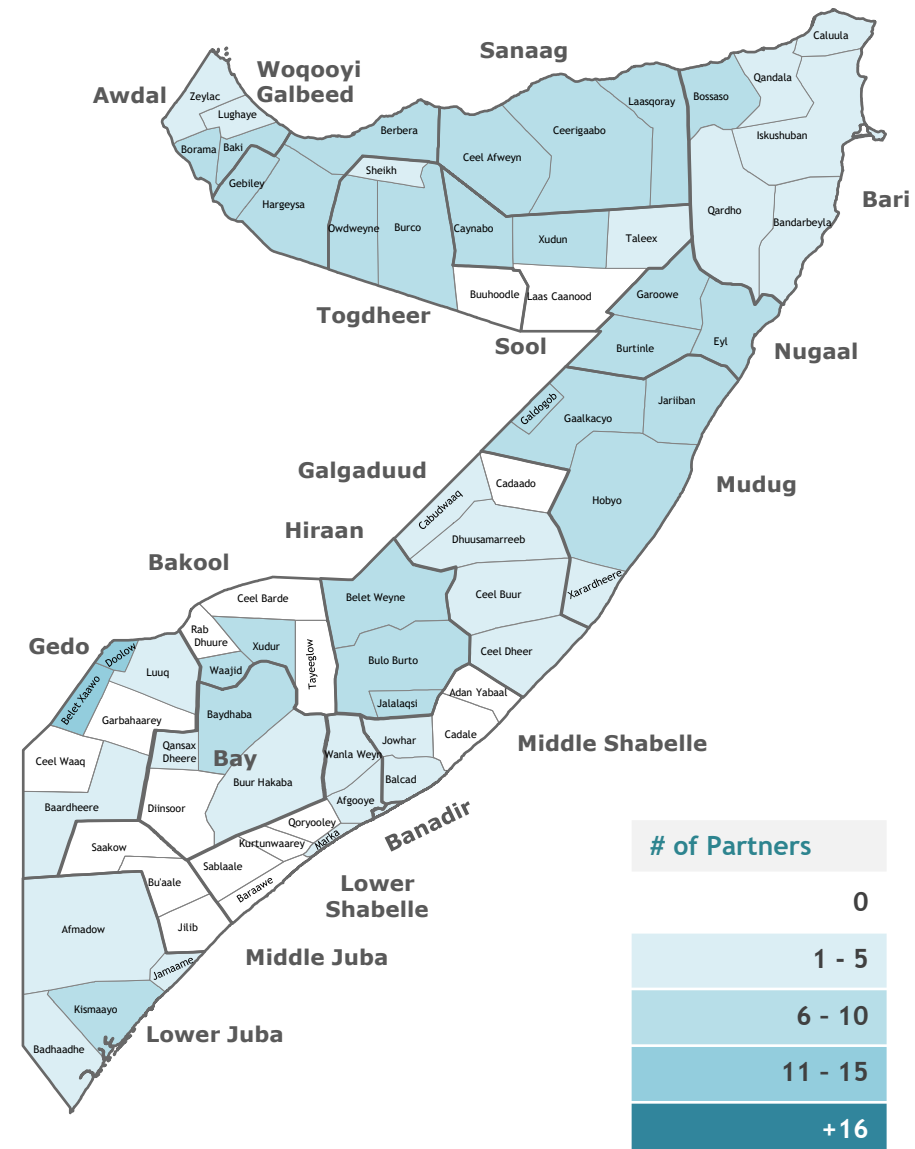 Caluula
Sanaag
Qandala
Woqooyi
Galbeed
Awdal
Zeylac
Bossaso
Laasqoray
Lughaye
Berbera
Ceerigaabo
Iskushuban
Borama
Baki
Ceel Afweyn
Sheikh
Gebiley
Bari
Hargeysa
Qardho
Bandarbeyla
Owdweyne
Burco
Caynabo
Xudun
Taleex
Buuhoodle
Laas Caanood
Garoowe
Togdheer
Sool
Burtinle
Eyl
Nugaal
Galdogob
Gaalkacyo
Jariiban
Galgaduud
Cadaado
Mudug
Hobyo
Cabudwaaq
Hiraan
Dhuusamarreeb
Bakool
Xarardheere
Ceel Barde
Belet Weyne
Ceel Buur
Rab
Dhuure
Xudur
Gedo
Doolow
Ceel Dheer
Luuq
Waajid
Tayeeglow
Bulo Burto
Belet Xaawo
Adan Yabaal
Jalalaqsi
Garbahaarey
Baydhaba
Cadale
Middle Shabelle
Jowhar
Qansax
Dheere
Bay
Wanla Weyn
Ceel Waaq
Balcad
Buur Hakaba
Baardheere
Diinsoor
Afgooye
Banadir
Qoryooley
Marka
Kurtunwaarey
Saakow
Sablaale
Bu'aale
Baraawe
Lower
Shabelle
Afmadow
Jilib
Middle Juba
Jamaame
Kismaayo
Lower Juba
Badhaadhe
# of Partners
0
1 - 5
6 - 10
11 - 15
+16